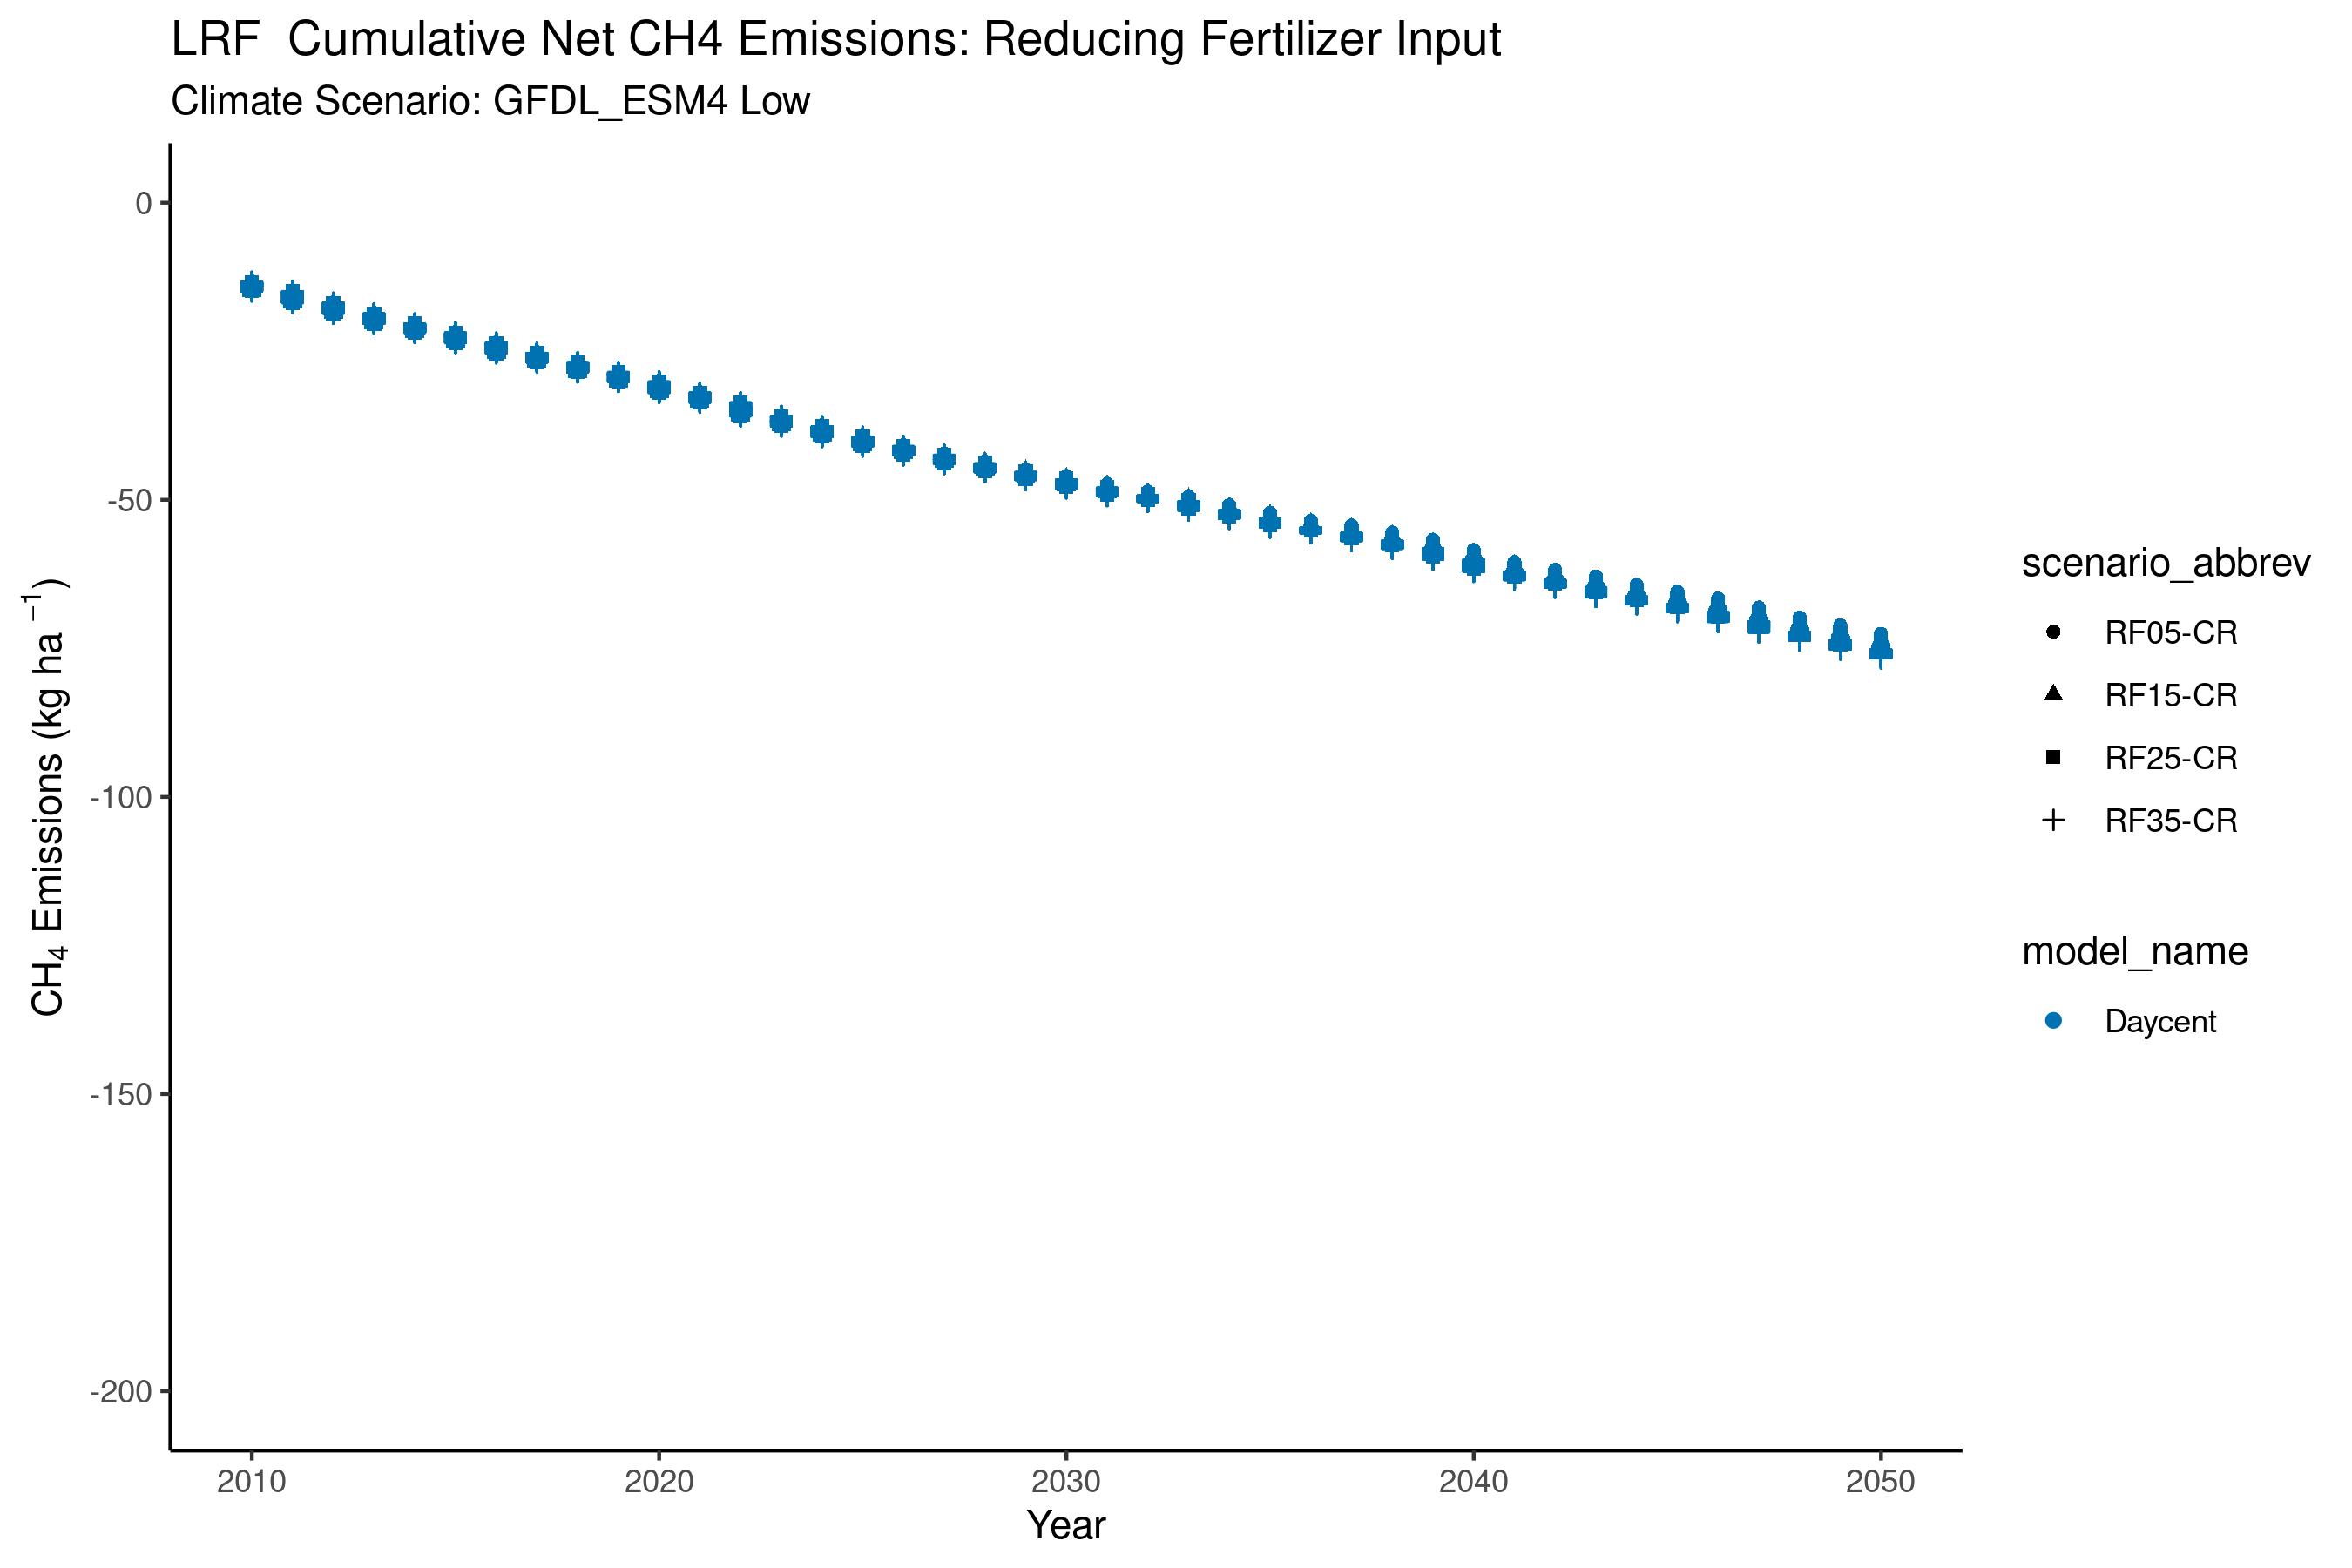 LRF  Cumulative Net CH4 Emissions: Reducing Fertilizer Input
Climate Scenario: GFDL_ESM4 Low
CH₄ Emissions (kg ha⁻¹)
0
-50
-100
-150
-200
2010 2020 2030 2040 2050
Year
scenario_abbrev
RF05-CR
RF15-CR
RF25-CR
RF35-CR
model_name
Daycent